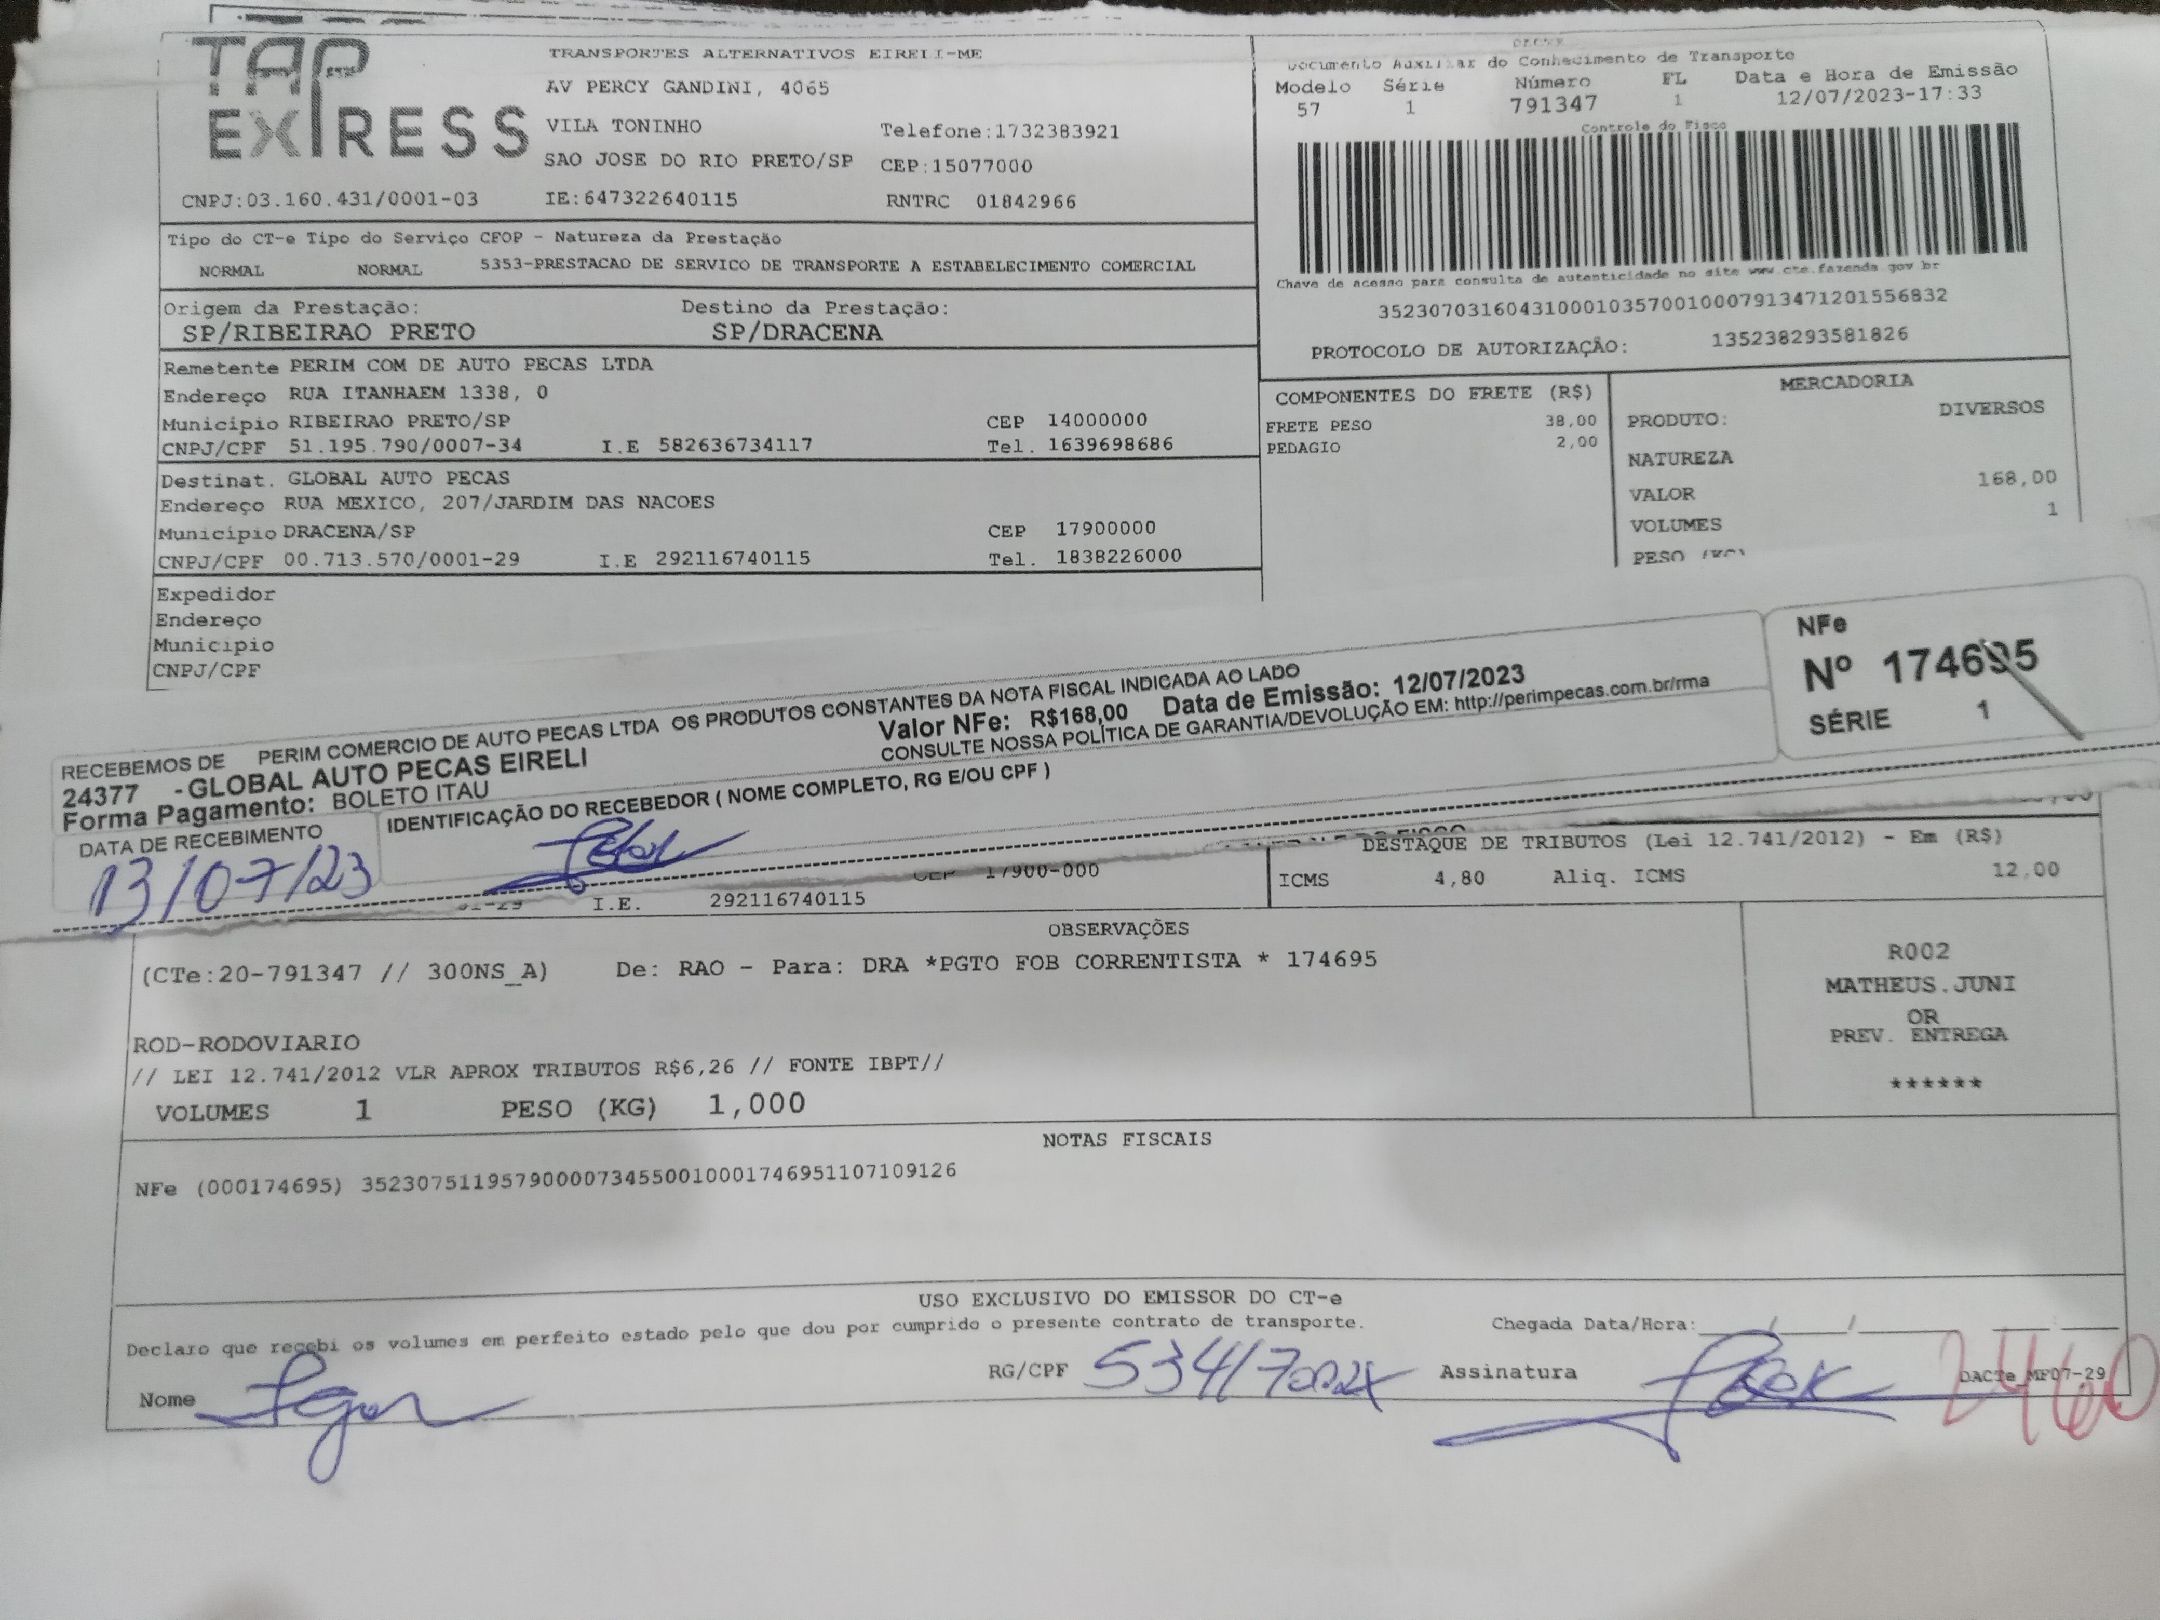 TAP EXPRESS
TRANSPORTES ALTERNATIVOS EIRELI-ME
AV PERCY GANDINI, 4065
VILA TONINHO Telefone:1732383921
SAO JOSE DO RIO PRETO/SP CEP:15077000
CNPJ:03.160.431/0001-03 IE:647322640115 RNTRC 01842966
Documento Auxiliar do Conhecimento de Transporte
Modelo Série Número FL Data e Hora de Emissão
57 1 791347 1 12/07/2023-17:33
Controle do Fisco
Chave de acesso para consulta de autenticidade no site www.cte.fazenda.gov.br
35230703160431000103570010007913471201556832
PROTOCOLO DE AUTORIZAÇÃO: 135238293581826
Tipo do CT-e Tipo do Serviço CFOP - Natureza da Prestação
NORMAL NORMAL 5353-PRESTACAO DE SERVICO DE TRANSPORTE A ESTABELECIMENTO COMERCIAL
Origem da Prestação: Destino da Prestação:
SP/RIBEIRAO PRETO SP/DRACENA
Remetente PERIM COM DE AUTO PECAS LTDA
Endereço RUA ITANHAEM 1338, 0
Municipio RIBEIRAO PRETO/SP CEP 14000000
CNPJ/CPF 51.195.790/0007-34 I.E 582636734117 Tel. 1639698686
Destinat. GLOBAL AUTO PECAS
Endereço RUA MEXICO, 207/JARDIM DAS NACOES
Municipio DRACENA/SP CEP 17900000
CNPJ/CPF 00.713.570/0001-29 I.E 292116740115 Tel. 1838226000
Expedidor
Endereço
Municipio
CNPJ/CPF
COMPONENTES DO FRETE (R$)
FRETE PESO 38,00
PEDAGIO 2,00
MERCADORIA
PRODUTO: DIVERSOS
NATUREZA
VALOR 168,00
VOLUMES 1
PESO (KG)
RECEBEMOS DE PERIM COMERCIO DE AUTO PECAS LTDA OS PRODUTOS CONSTANTES DA NOTA FISCAL INDICADA AO LADO
24377 -GLOBAL AUTO PECAS EIRELI Valor NFe: R$168,00 Data de Emissão: 12/07/2023
Forma Pagamento: BOLETO ITAU CONSULTE NOSSA POLÍTICA DE GARANTIA/DEVOLUÇÃO EM: http://perimpecas.com.br/rma
DATA DE RECEBIMENTO IDENTIFICAÇÃO DO RECEBEDOR ( NOME COMPLETO, RG E/OU CPF )
13/07/23
NFe
Nº 174695
SÉRIE 1
CEP 17900-000
I.E. 292116740115
DESTAQUE DE TRIBUTOS (Lei 12.741/2012) - Em (R$)
ICMS 4,80 Aliq. ICMS 12,00
OBSERVAÇÕES
(CTe:20-791347 // 300NS_A) De: RAO - Para: DRA *PGTO FOB CORRENTISTA * 174695
ROD-RODOVIARIO
// LEI 12.741/2012 VLR APROX TRIBUTOS R$6,26 // FONTE IBPT//
VOLUMES 1 PESO (KG) 1,000
R002
MATHEUS.JUNI
OR
PREV. ENTREGA
******
NOTAS FISCAIS
NFe (000174695) 35230751195790000734550010001746951107109126
USO EXCLUSIVO DO EMISSOR DO CT-e
Declaro que recebi os volumes em perfeito estado pelo que dou por cumprido o presente contrato de transporte. Chegada Data/Hora:
Nome RG/CPF Assinatura DACTe MF07-29
2460